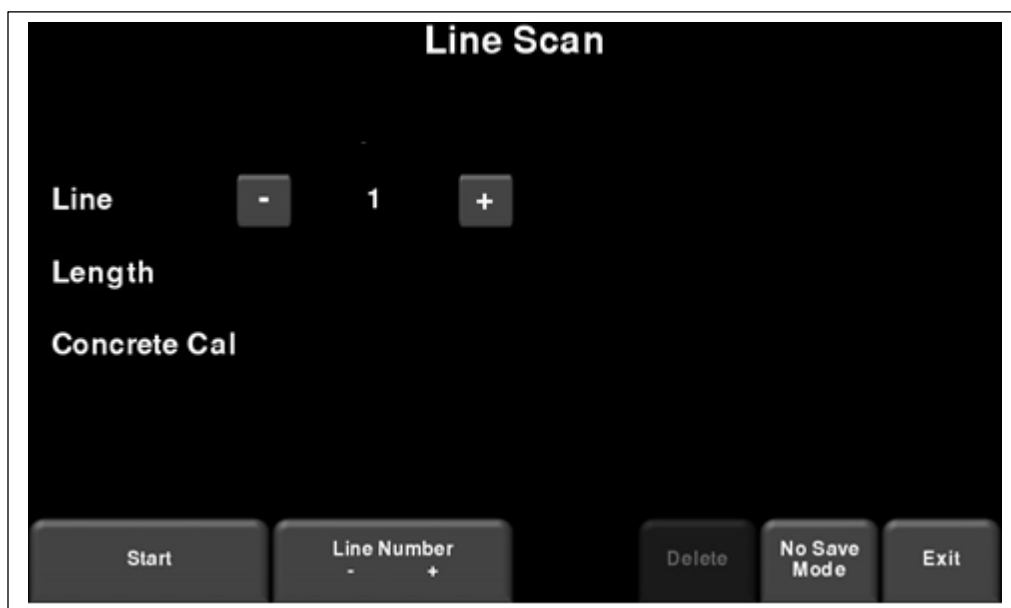 Line Scan
Line - 1 +
Length
Concrete Cal
Start
Line Number
- +
Delete
No Save
Mode
Exit